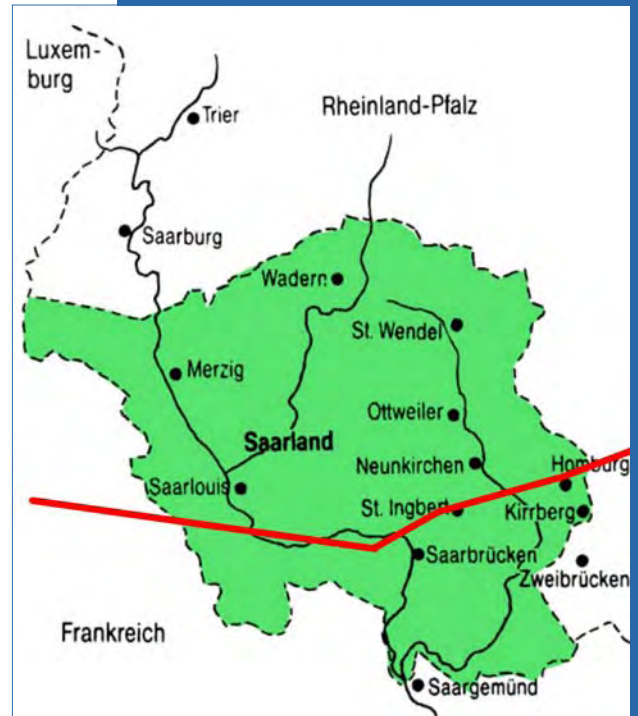 Luxem-
burg
Trier
Rheinland-Pfalz
Saarburg
Wadern
St. Wendel
Merzig
Ottweiler
Saarland
Neunkirchen
Homburg
Saarlouis
St. Ingbert
Kirrberg
Saarbrücken
Zweibrücken
Frankreich
Saargemünd